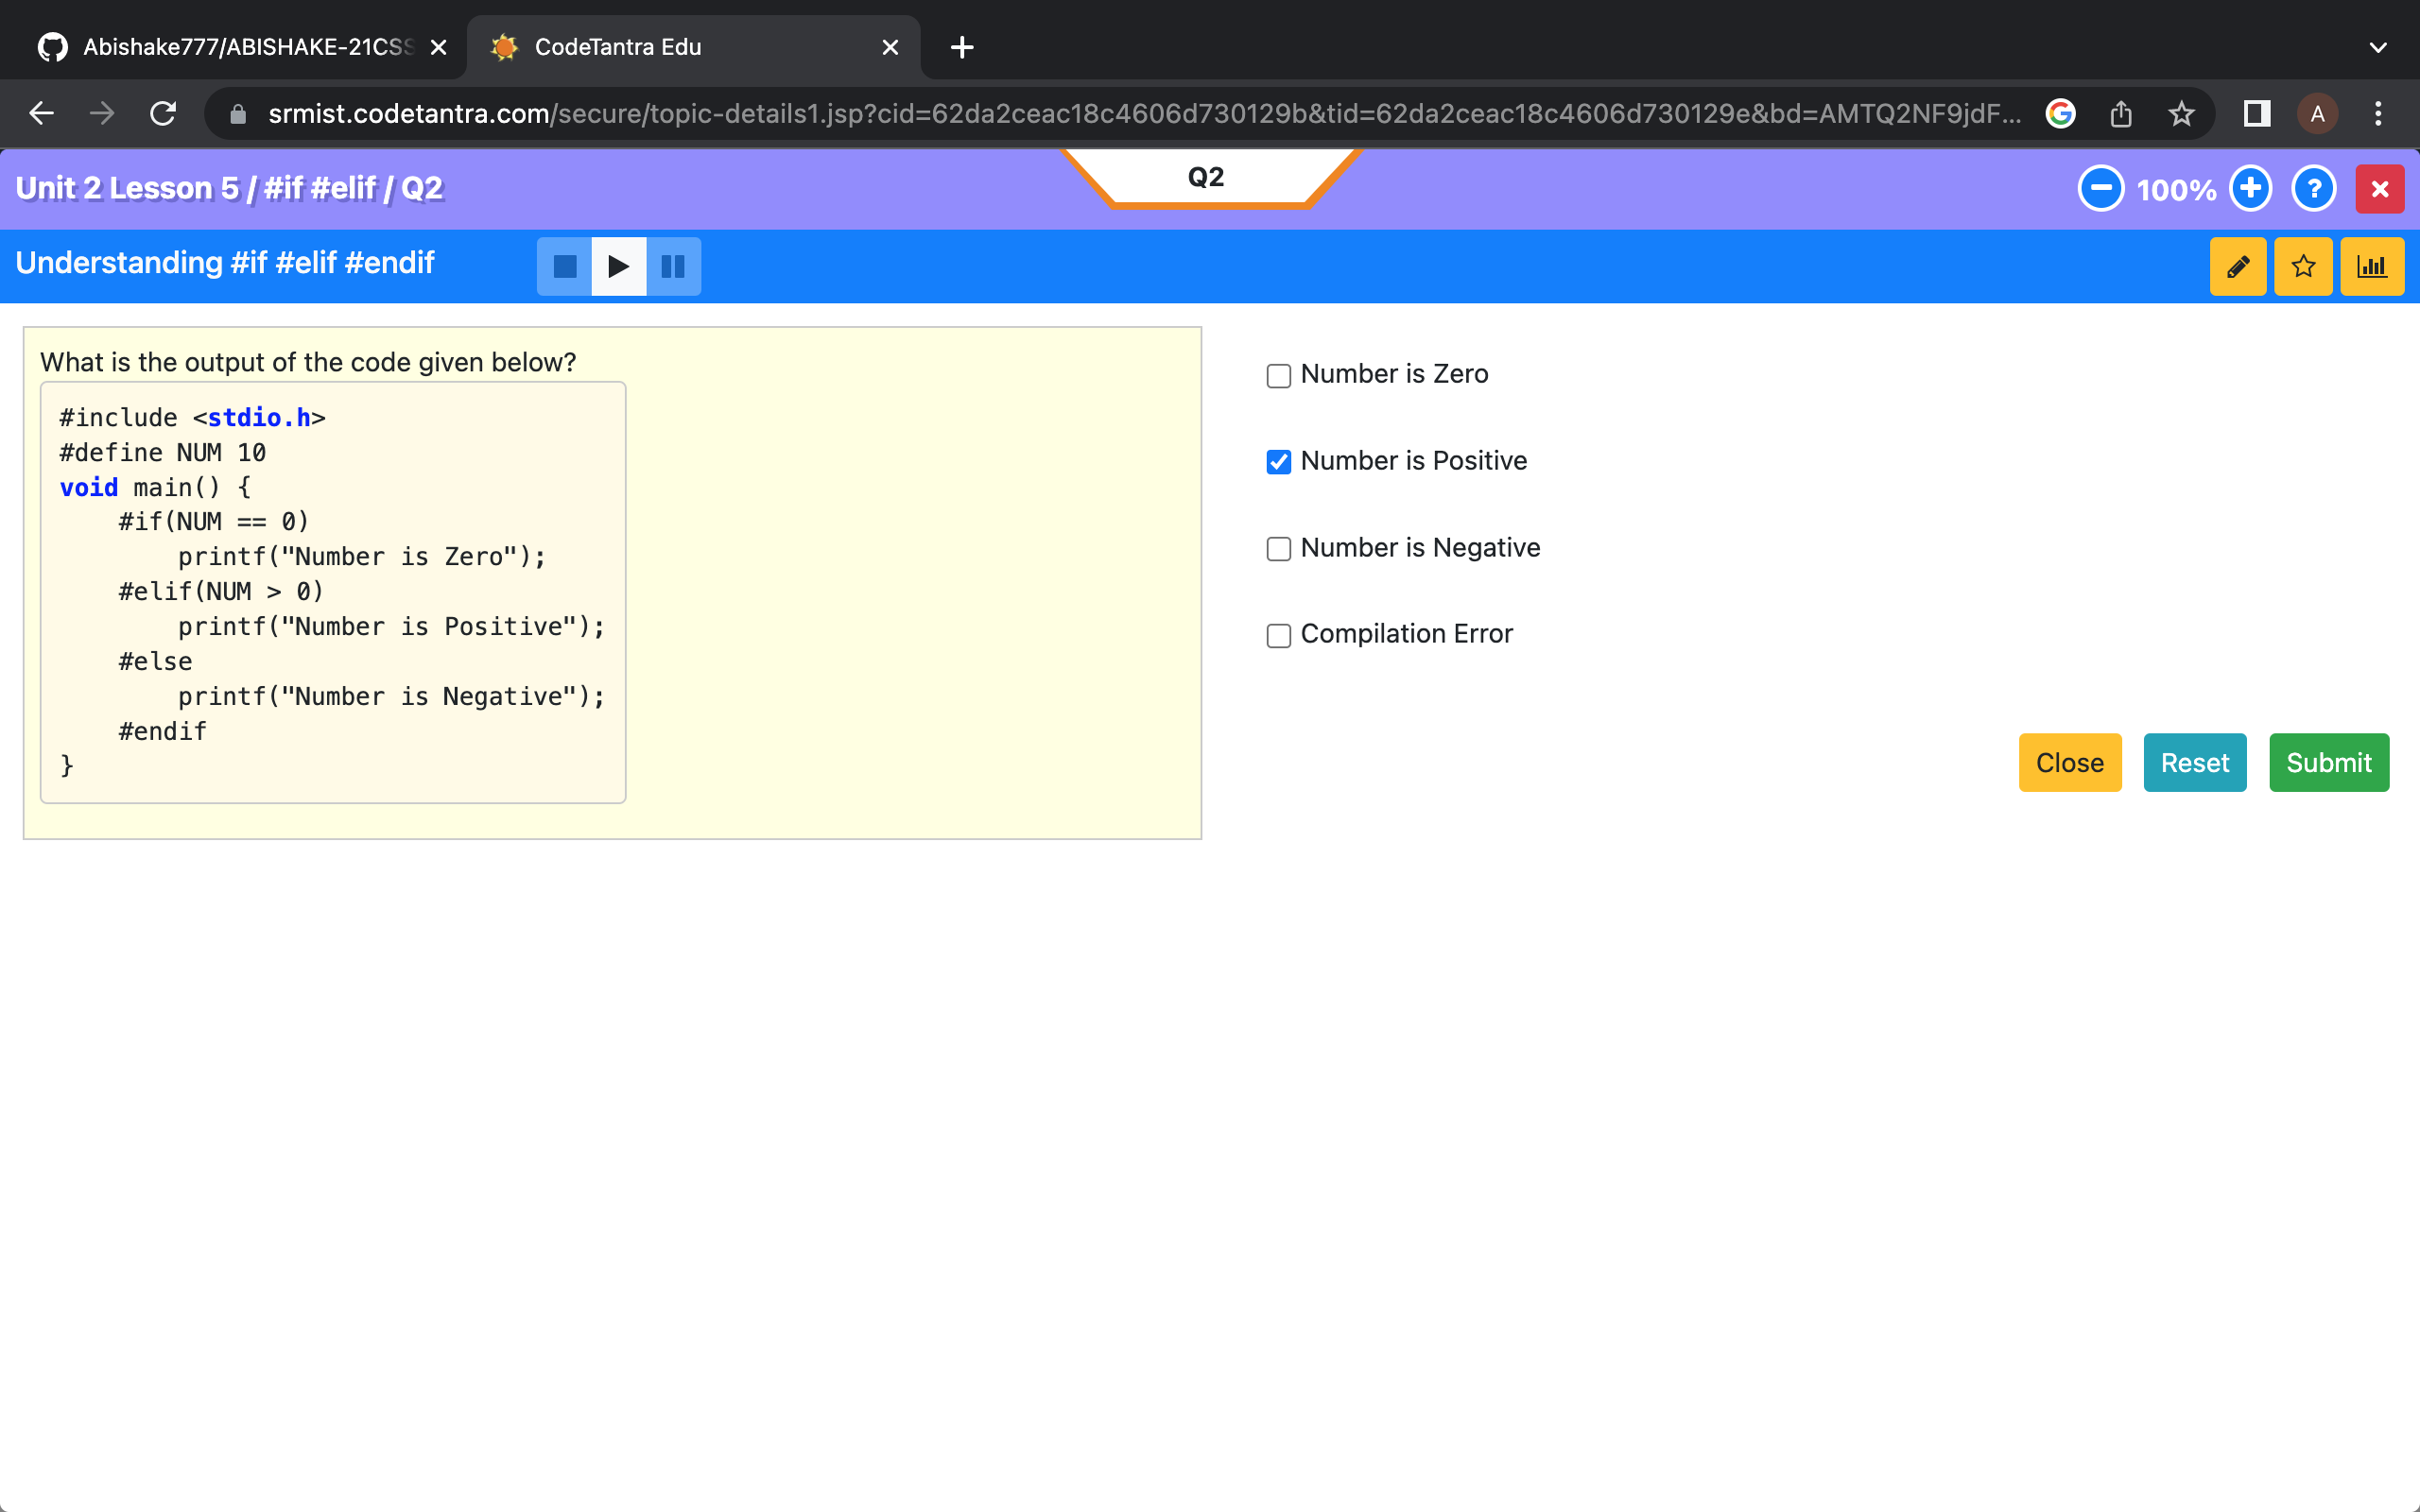 Abishake777/ABISHAKE-21CSS
CodeTantra Edu
srmist.codetantra.com/secure/topic-details1.jsp?cid=62da2ceac18c4606d730129b&tid=62da2ceac18c4606d730129e&bd=AMTQ2NF9jdF...
A
Unit 2 Lesson 5 / #if #elif / Q2
Q2
100%
?
Understanding #if #elif #endif
What is the output of the code given below?
#include <stdio.h>
#define NUM 10
void main() {
    #if(NUM == 0)
        printf("Number is Zero");
    #elif(NUM > 0)
        printf("Number is Positive");
    #else
        printf("Number is Negative");
    #endif
}
Number is Zero
Number is Positive
Number is Negative
Compilation Error
Close
Reset
Submit